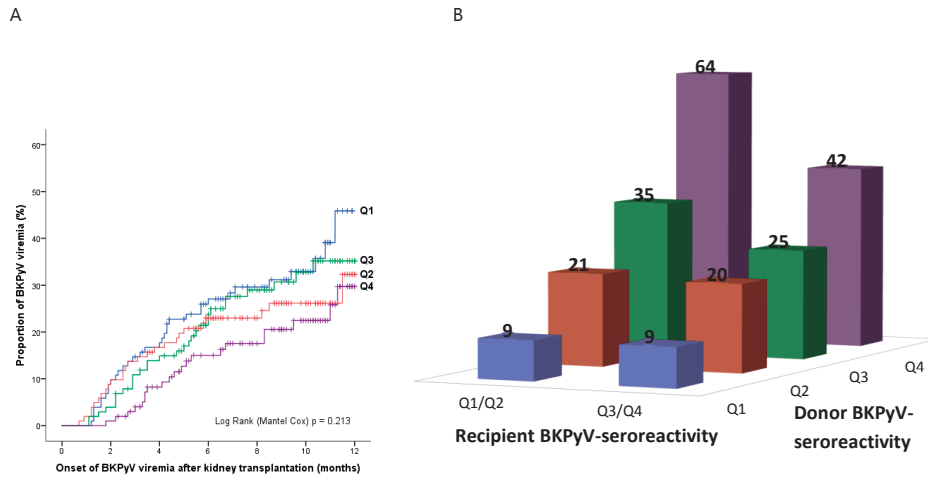 A
B
60
50
40
30
20
10
0
Proportion of BKPyV viremia (%)
Q1
Q3
Q2
Q4
Log Rank (Mantel Cox) p = 0.213
0 2 4 6 8 10 12
Onset of BKPyV viremia after kidney transplantation (months)
64
42
35
25
21
20
9
9
Q1/Q2
Q3/Q4
Q1
Q2
Q3
Q4
Recipient BKPyV-seroreactivity
Donor BKPyV-
seroreactivity